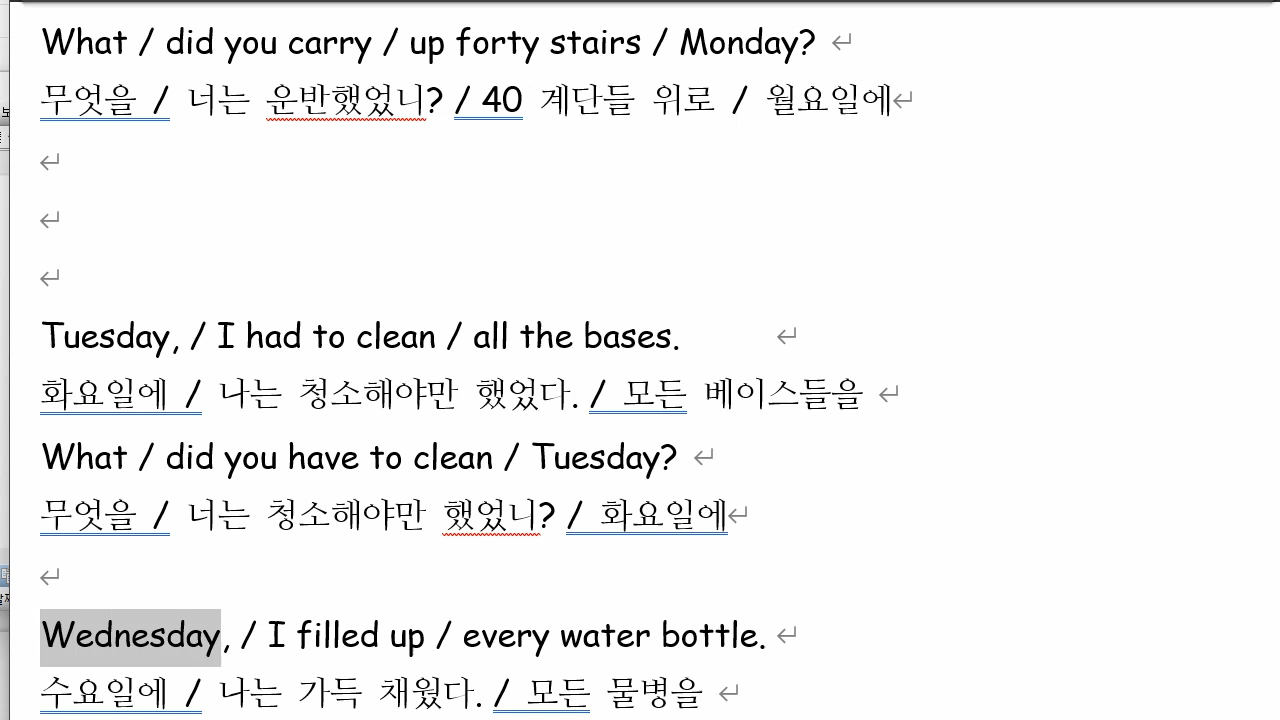 What / did you carry / up forty stairs / Monday?
무엇을 / 너는 운반했었니? / 40 계단들 위로 / 월요일에
Tuesday, / I had to clean / all the bases.
화요일에 / 나는 청소해야만 했었다. / 모든 베이스들을
What / did you have to clean / Tuesday?
무엇을 / 너는 청소해야만 했었니? / 화요일에
Wednesday, / I filled up / every water bottle.
수요일에 / 나는 가득 채웠다. / 모든 물병을